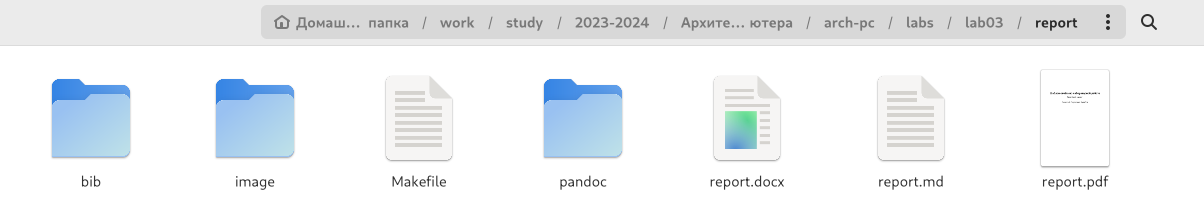 Домаш... папка / work / study / 2023-2024 / Архите... ютера / arch-pc / labs / lab03 / report
bib image Makefile pandoc report.docx report.md report.pdf